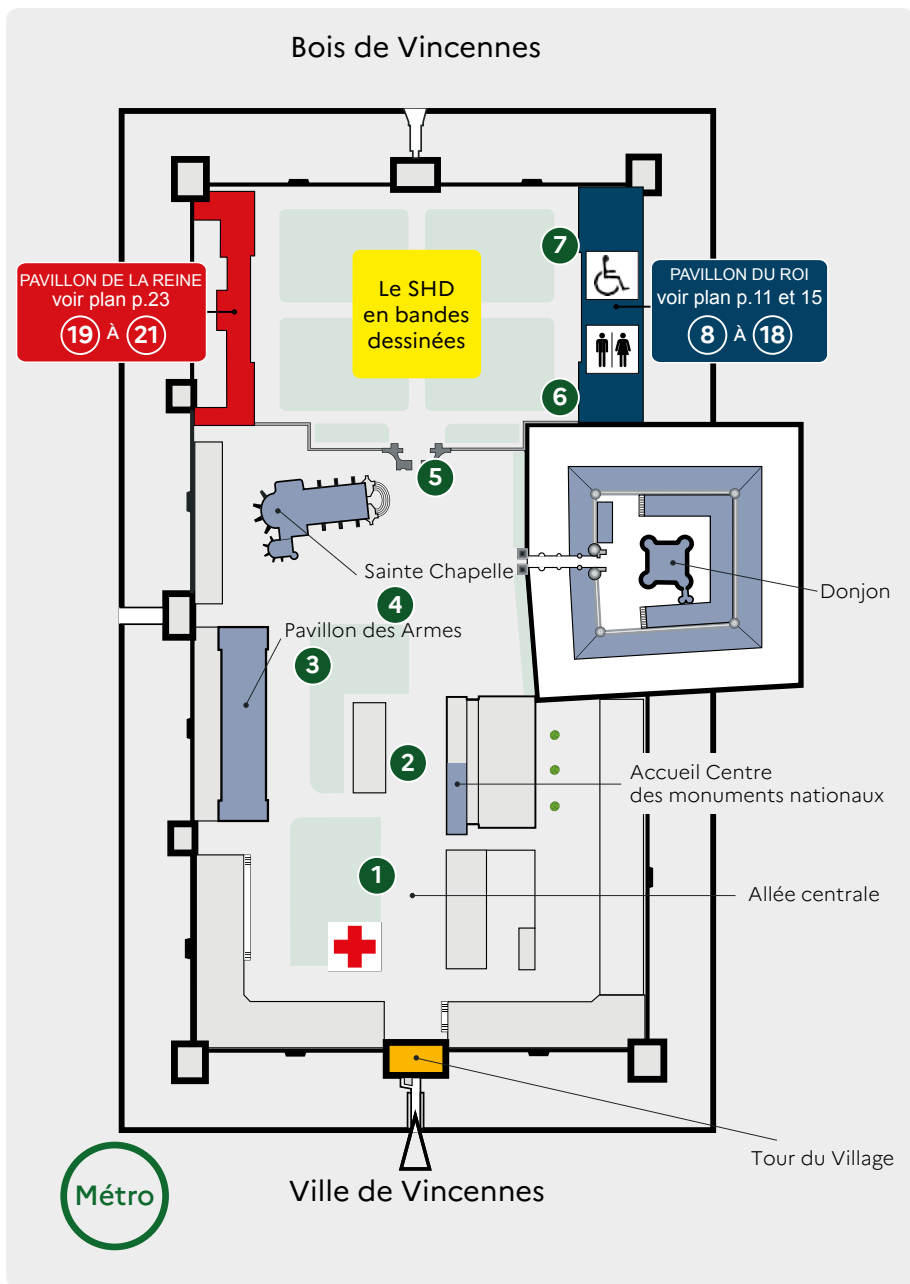 Bois de Vincennes
7
PAVILLON DE LA REINE
voir plan p.23
19 À 21
Le SHD
en bandes
dessinées
PAVILLON DU ROI
voir plan p.11 et 15
8 À 18
6
5
Sainte Chapelle
Donjon
4
Pavillon des Armes
3
2
Accueil Centre
des monuments nationaux
1
Allée centrale
Tour du Village
Métro
Ville de Vincennes